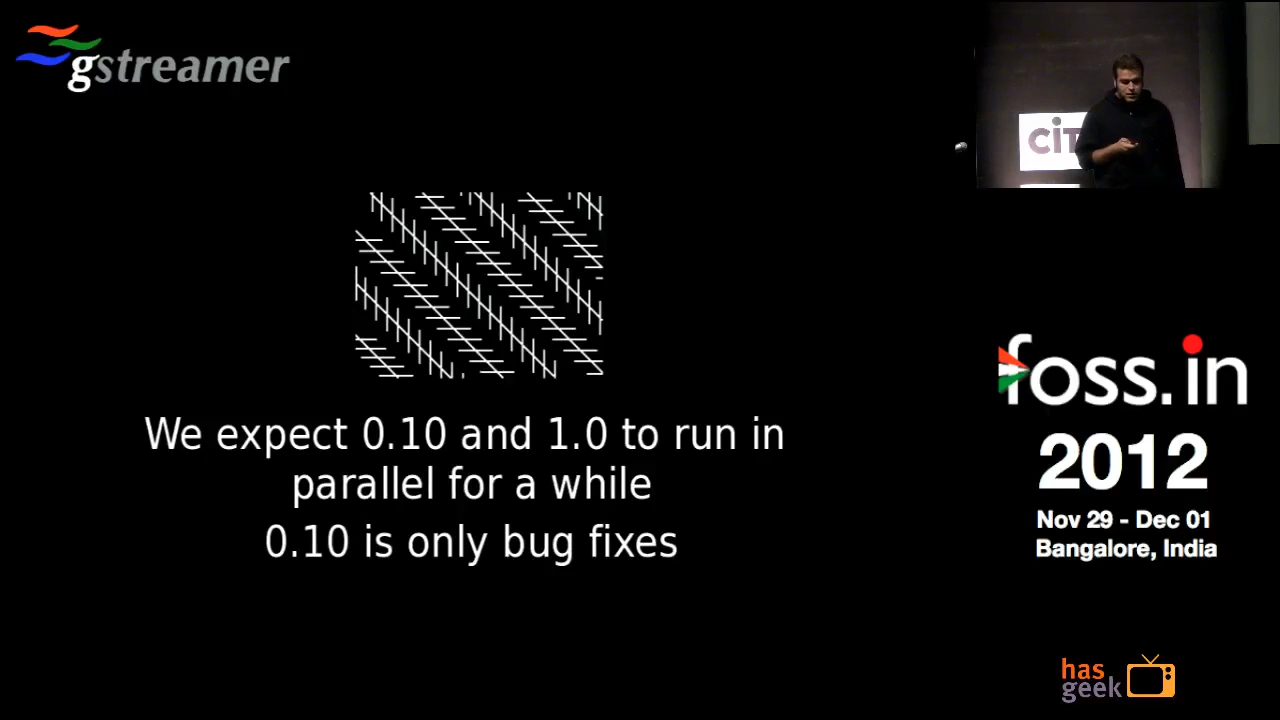 gstreamer
CiT
We expect 0.10 and 1.0 to run in
parallel for a while
0.10 is only bug fixes
foss.in
2012
Nov 29 - Dec 01
Bangalore, India
has
geek